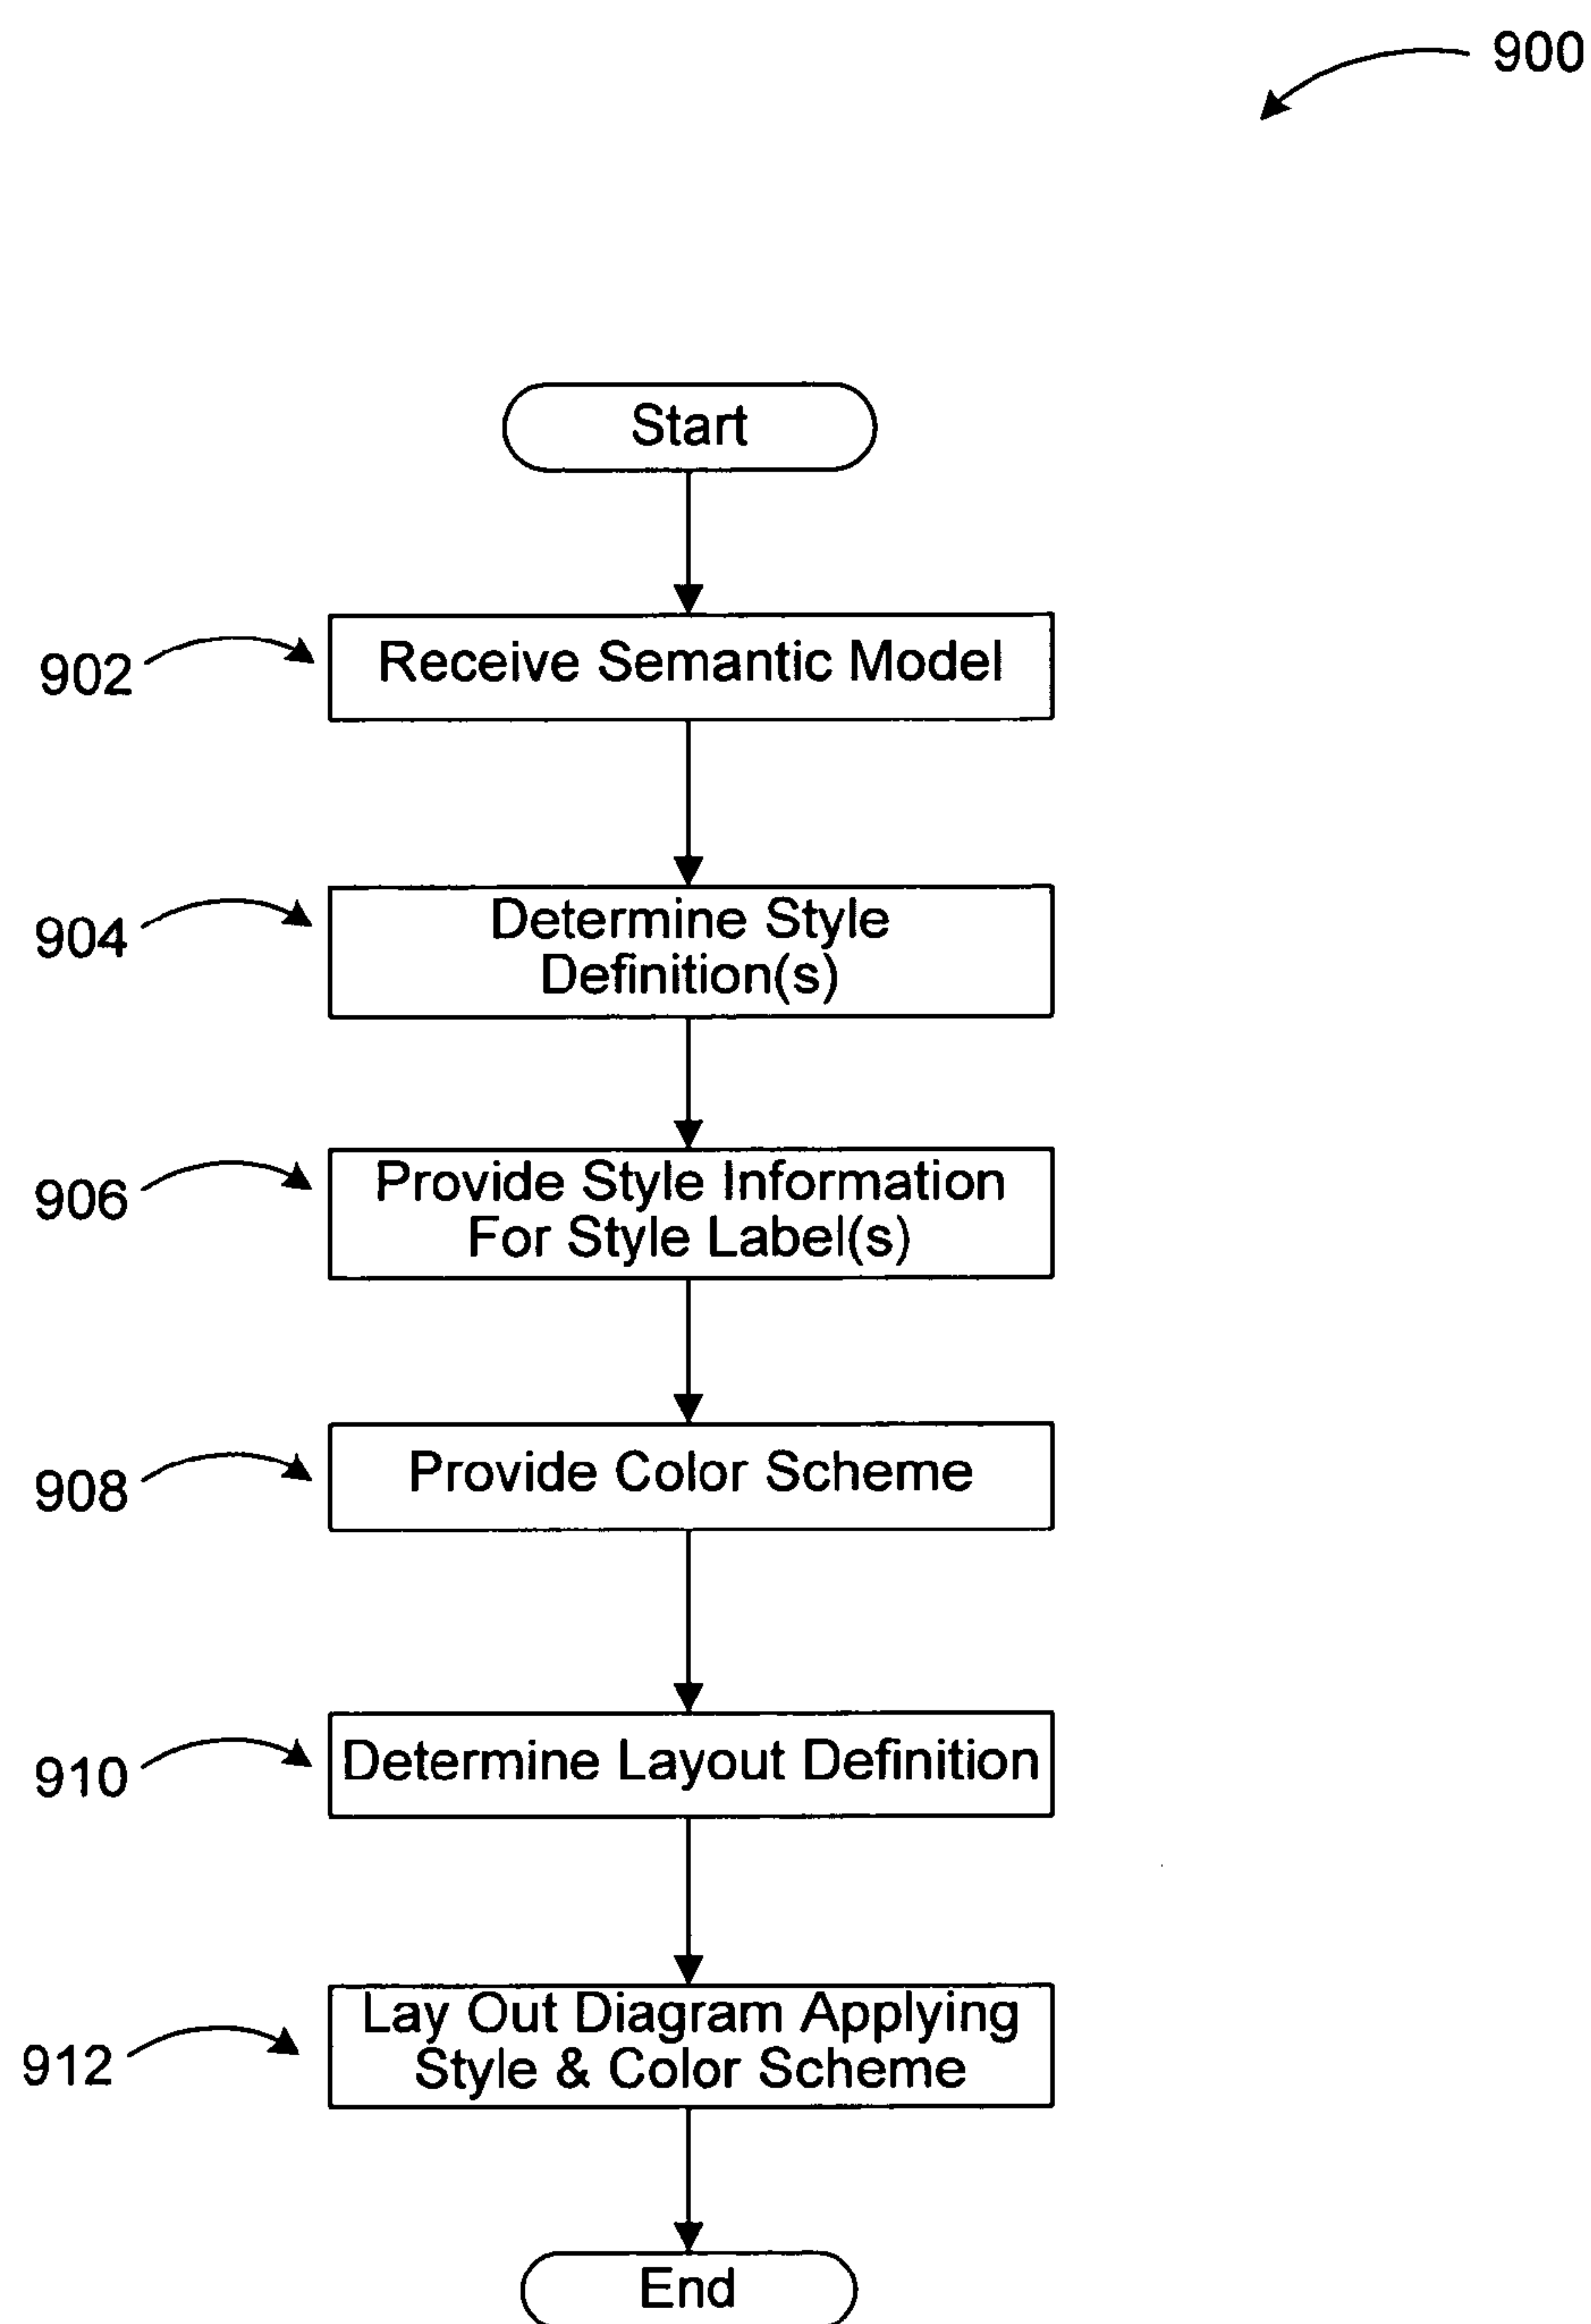 900
Start
902
Receive Semantic Model
904
Determine Style
Definition(s)
906
Provide Style Information
For Style Label(s)
908
Provide Color Scheme
910
Determine Layout Definition
912
Lay Out Diagram Applying
Style & Color Scheme
End